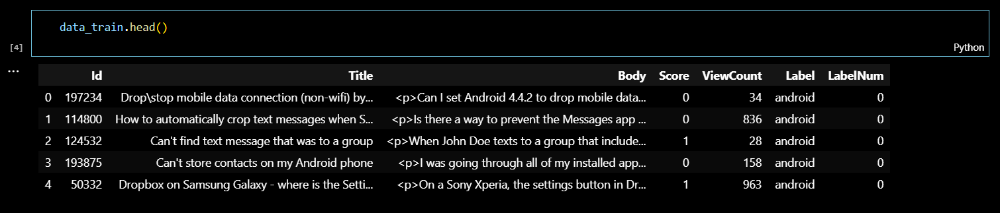 data_train.head()
[4]
Python
...
Id Title Body Score ViewCount Label LabelNum
0 197234 Drop\stop mobile data connection (non-wifi) by... <p>Can I set Android 4.4.2 to drop mobile data... 0 34 android 0
1 114800 How to automatically crop text messages when S... <p>Is there a way to prevent the Messages app ... 0 836 android 0
2 124532 Can't find text message that was to a group <p>When John Doe texts to a group that include... 1 28 android 0
3 193875 Can't store contacts on my Android phone <p>I was going through all of my installed app... 0 158 android 0
4 50332 Dropbox on Samsung Galaxy - where is the Setti... <p>On a Sony Xperia, the settings button in Dr... 1 963 android 0